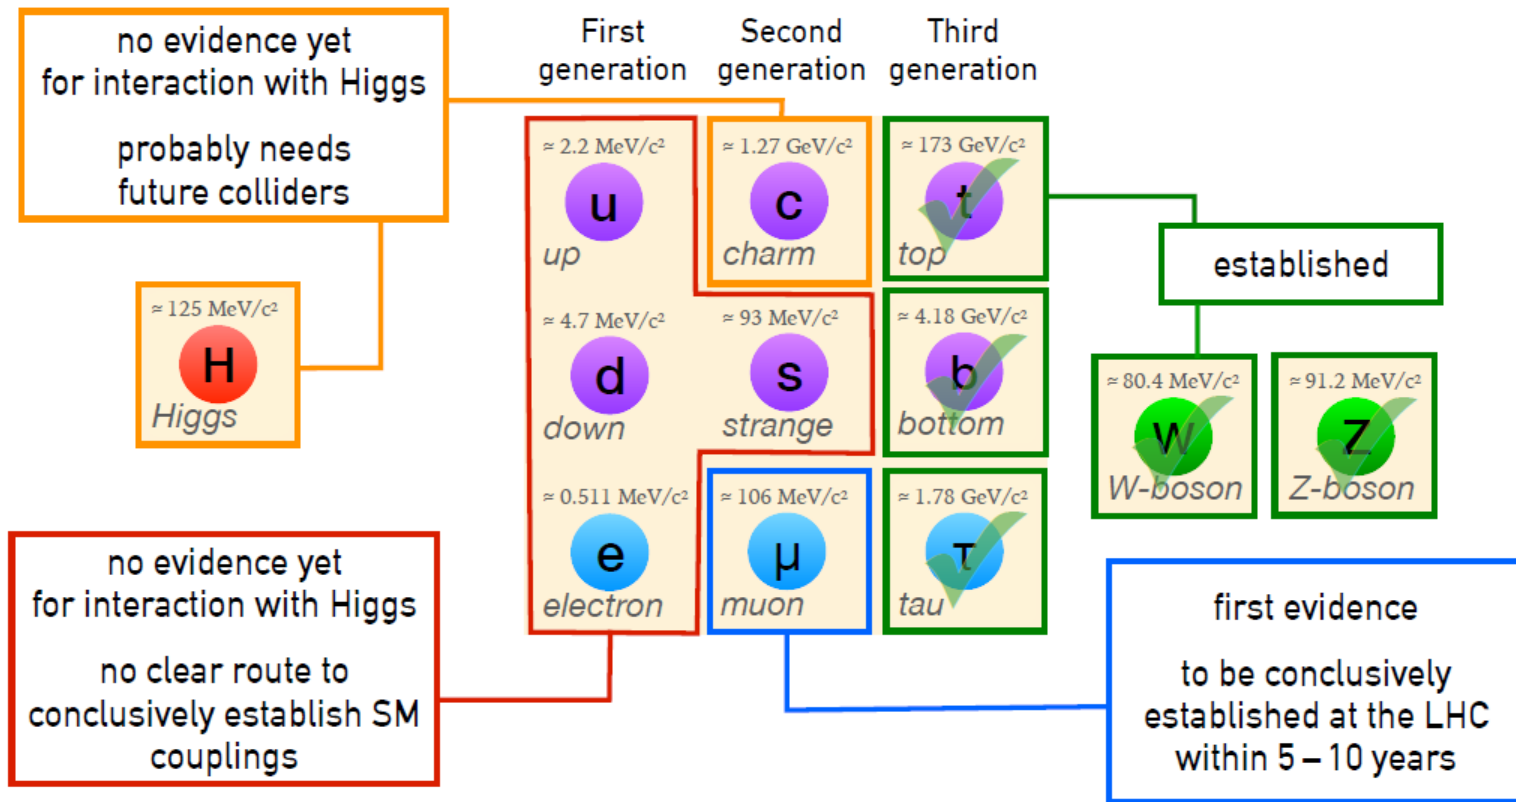 no evidence yet
for interaction with Higgs
probably needs
future colliders
First
generation
Second
generation
Third
generation
≈ 2.2 MeV/c²
u
up
≈ 1.27 GeV/c²
c
charm
≈ 173 GeV/c²
t
top
established
≈ 125 MeV/c²
H
Higgs
≈ 4.7 MeV/c²
d
down
≈ 93 MeV/c²
s
strange
≈ 4.18 GeV/c²
b
bottom
≈ 80.4 MeV/c²
W
W-boson
≈ 91.2 MeV/c²
Z
Z-boson
≈ 0.511 MeV/c²
e
electron
≈ 106 MeV/c²
μ
muon
≈ 1.78 GeV/c²
τ
tau
no evidence yet
for interaction with Higgs
no clear route to
conclusively establish SM
couplings
first evidence
to be conclusively
established at the LHC
within 5 – 10 years